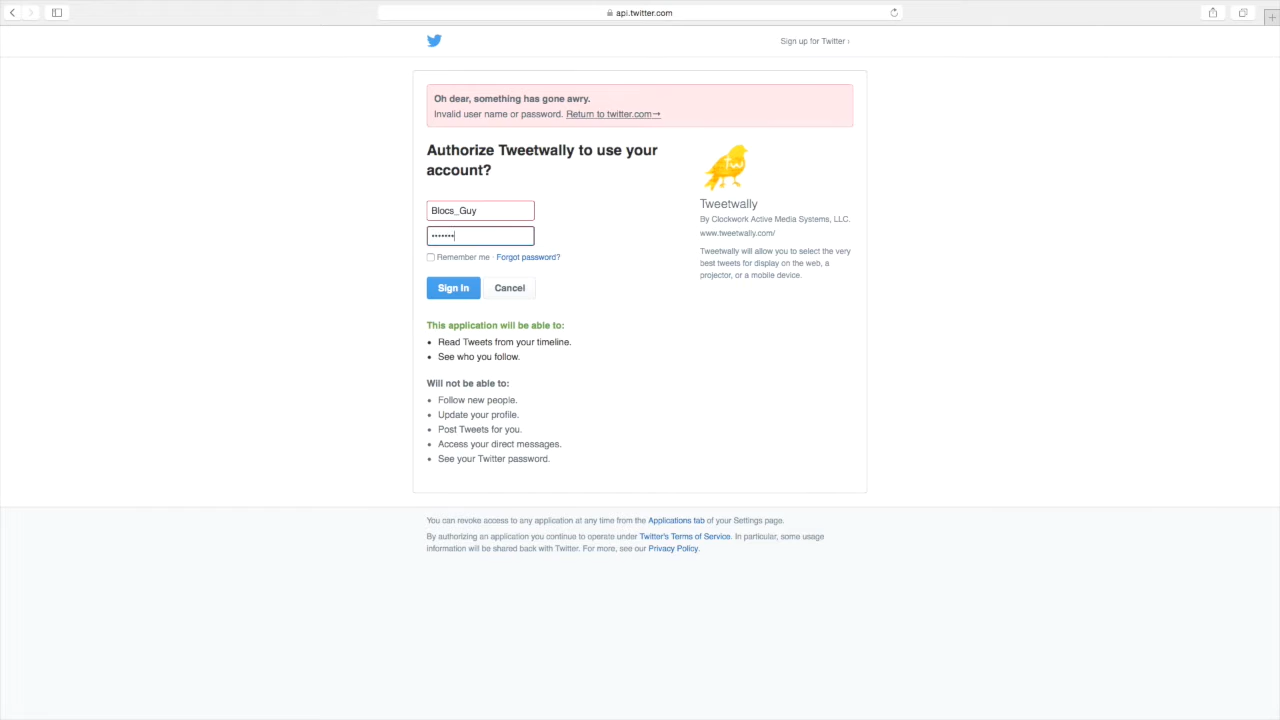 api.twitter.com
Sign up for Twitter ›
Oh dear, something has gone awry.
Invalid user name or password. Return to twitter.com→
Authorize Tweetwally to use your
account?
Blocs_Guy
•••••••
Remember me · Forgot password?
Sign In
Cancel
tw
Tweetwally
By Clockwork Active Media Systems, LLC.
www.tweetwally.com/
Tweetwally will allow you to select the very
best tweets for display on the web, a
projector, or a mobile device.
This application will be able to:
• Read Tweets from your timeline.
• See who you follow.
Will not be able to:
• Follow new people.
• Update your profile.
• Post Tweets for you.
• Access your direct messages.
• See your Twitter password.
You can revoke access to any application at any time from the Applications tab of your Settings page.
By authorizing an application you continue to operate under Twitter's Terms of Service. In particular, some usage
information will be shared back with Twitter. For more, see our Privacy Policy.